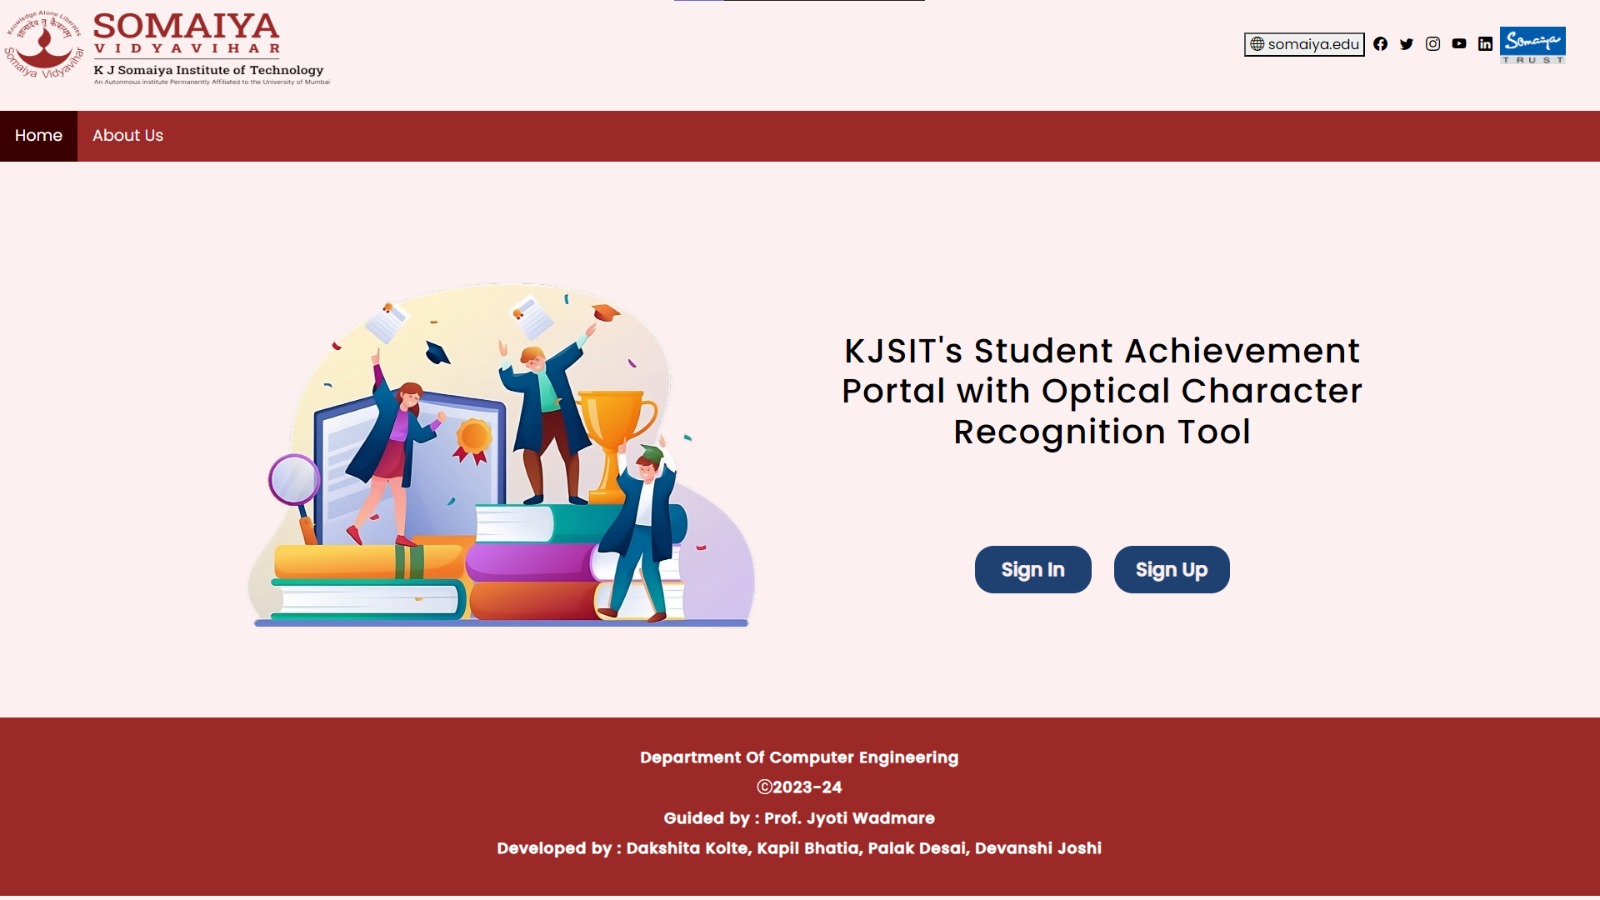 Knowledge Alone Liberates
Somaiya Vidyavihar
SOMAIYA
VIDYAVIHAR
K J Somaiya Institute of Technology
An Autonomous Institute Permanently Affiliated to the University of Mumbai
somaiya.edu
Somaiya
TRUST
Home
About Us
KJSIT's Student Achievement
Portal with Optical Character
Recognition Tool
Sign In
Sign Up
Department Of Computer Engineering
©2023-24
Guided by : Prof. Jyoti Wadmare
Developed by : Dakshita Kolte, Kapil Bhatia, Palak Desai, Devanshi Joshi